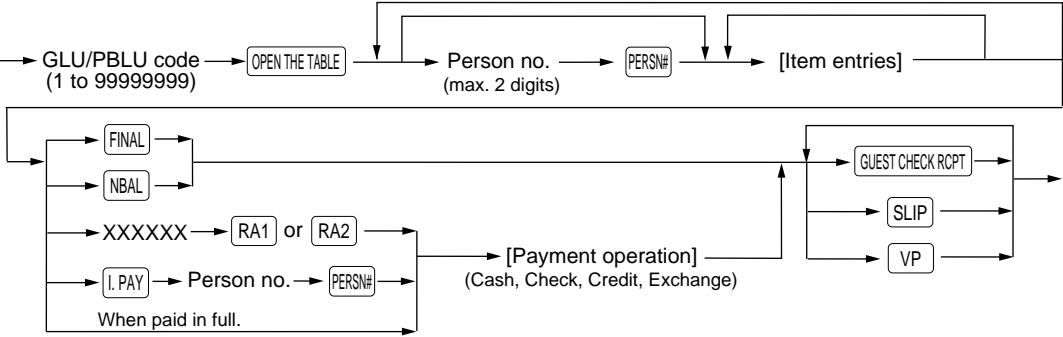 GLU/PBLU code OPEN THE TABLE Person no. PERSN# [Item entries]
(1 to 99999999) (max. 2 digits)
FINAL GUEST CHECK RCPT
NBAL
XXXXXX RA1 or RA2 SLIP
[Payment operation] VP
I. PAY Person no. PERSN# (Cash, Check, Credit, Exchange)
When paid in full.